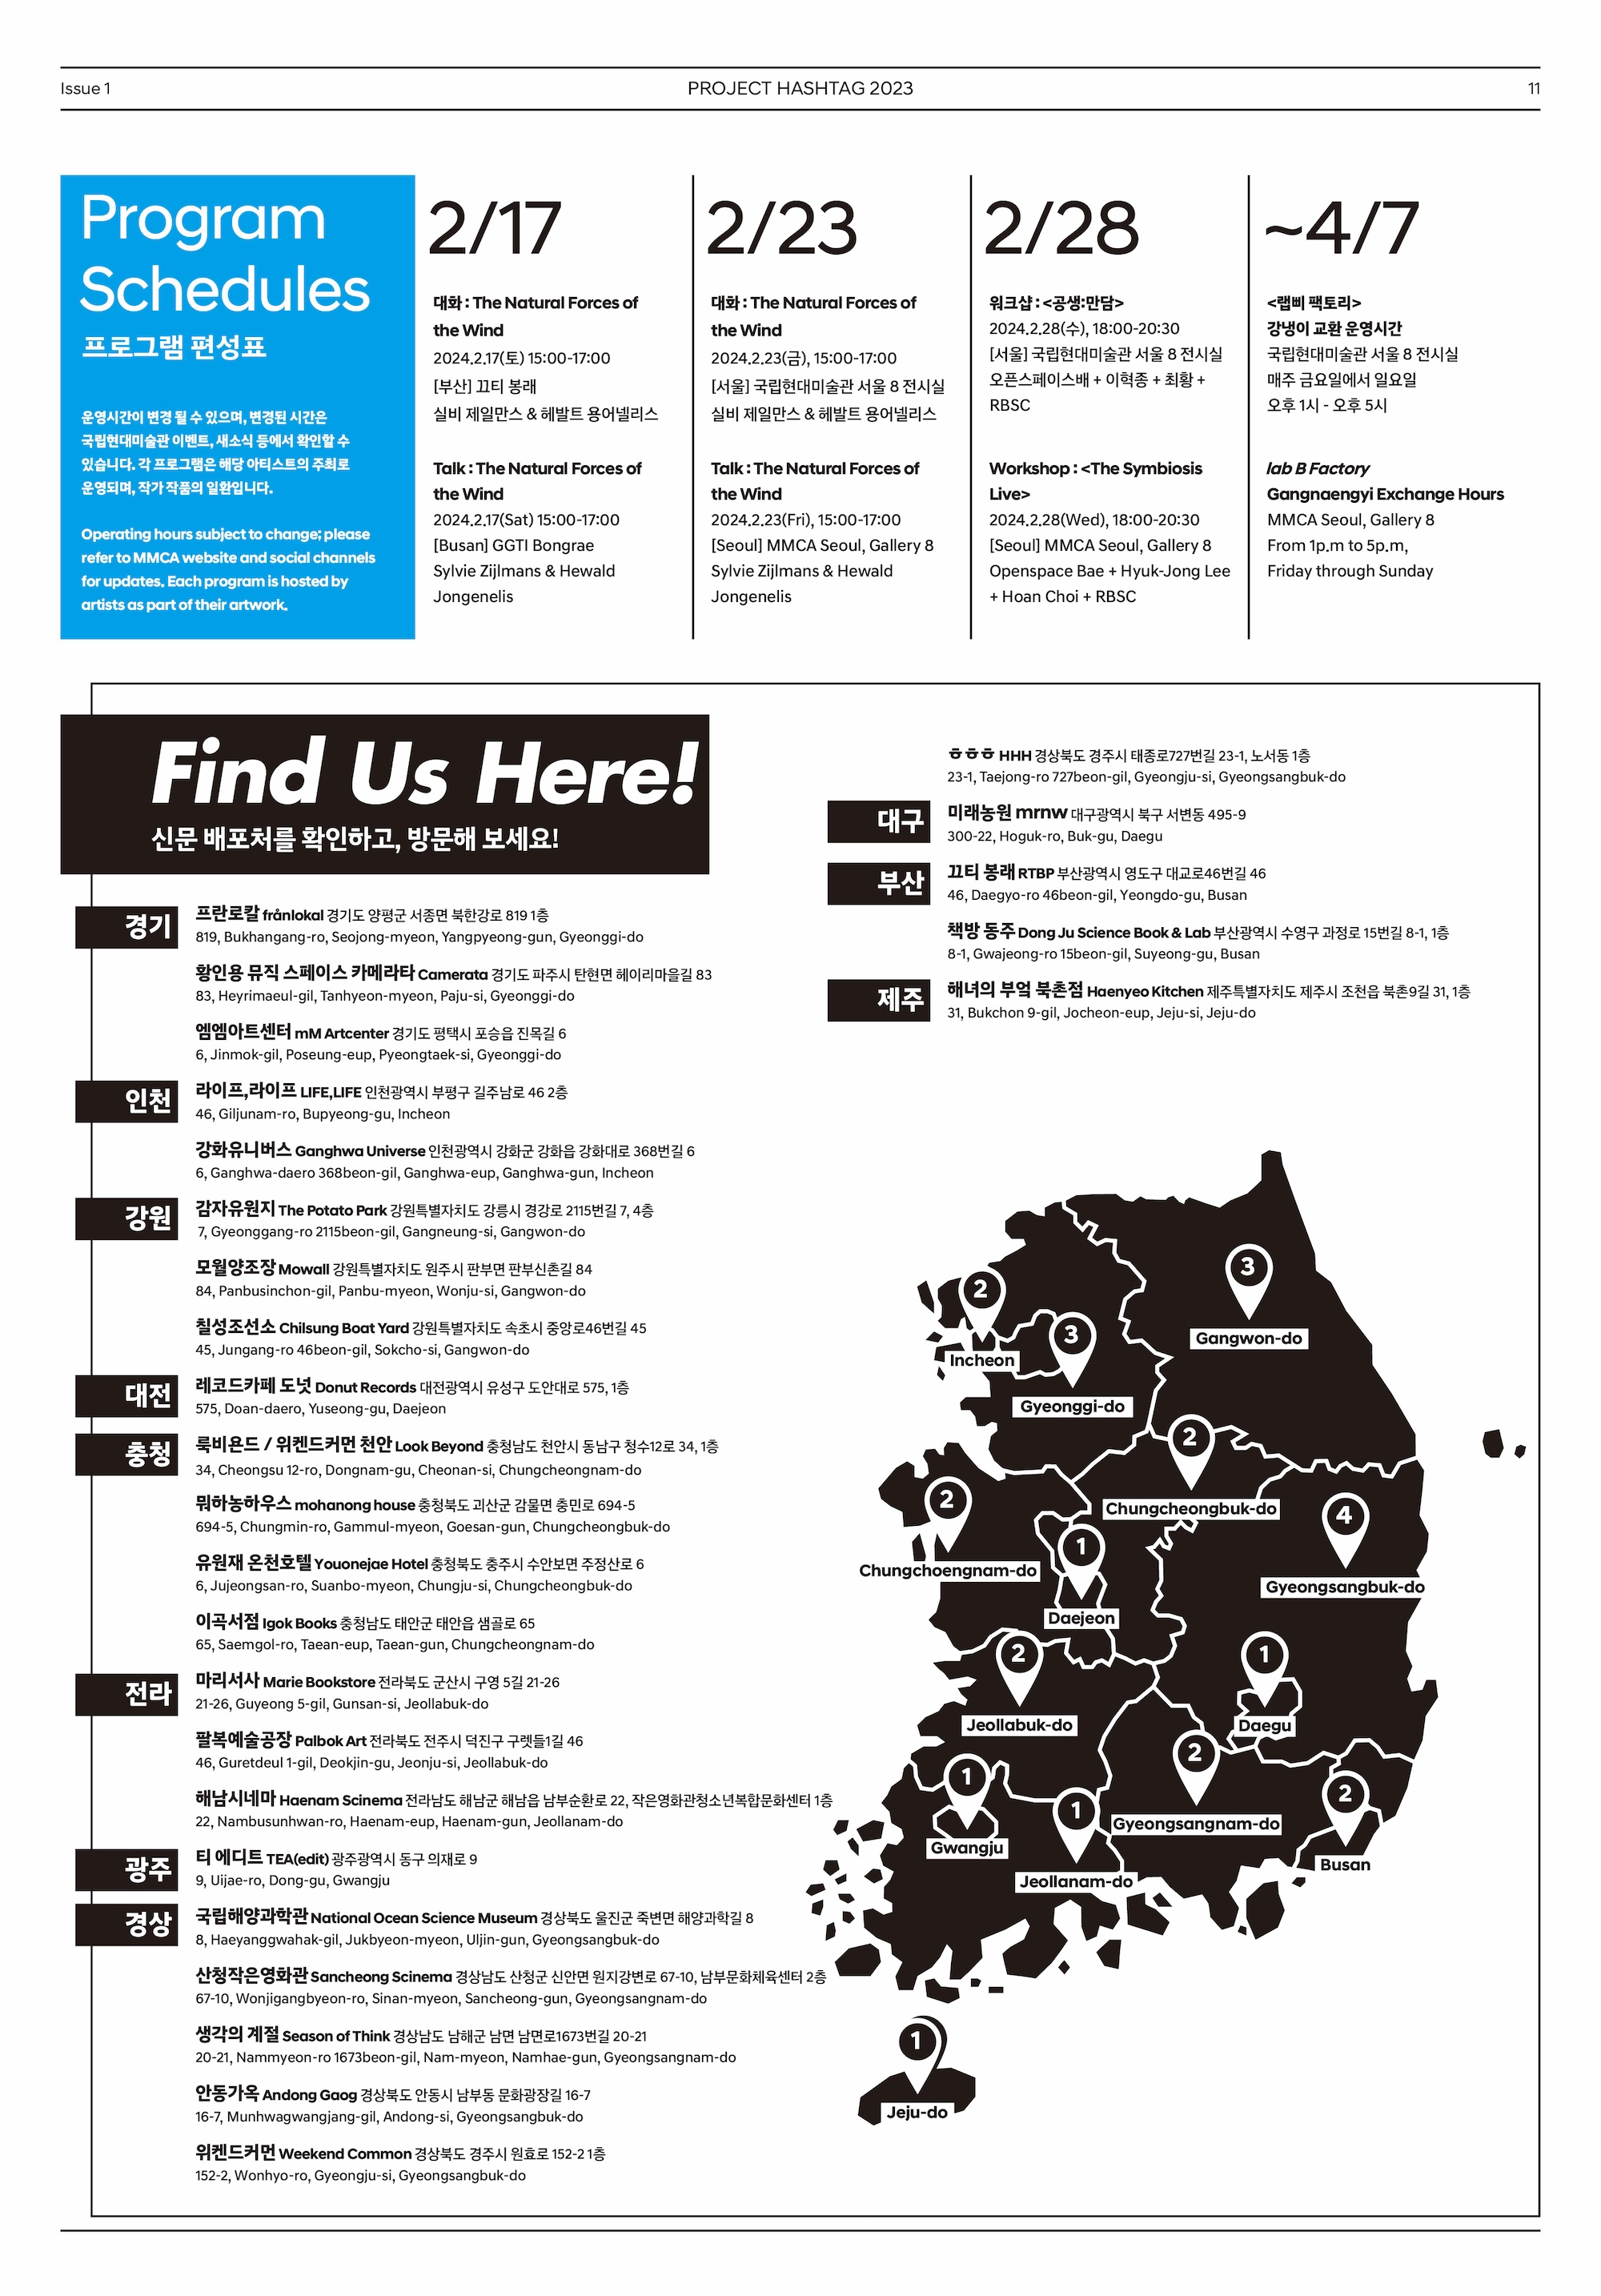 Issue 1
PROJECT HASHTAG 2023
11
Program
Schedules
프로그램 편성표
운영시간이 변경 될 수 있으며, 변경된 시간은
국립현대미술관 이벤트, 새소식 등에서 확인할 수
있습니다. 각 프로그램은 해당 아티스트의 주최로
운영되며, 작가 작품의 일환입니다.
Operating hours subject to change; please
refer to MMCA website and social channels
for updates. Each program is hosted by
artists as part of their artwork.
2/17
대화 : The Natural Forces of
the Wind
2024.2.17(토) 15:00-17:00
[부산] 끄티 봉래
실비 제일만스 & 헤발트 용어넬리스
Talk : The Natural Forces of
the Wind
2024.2.17(Sat) 15:00-17:00
[Busan] GGTI Bongrae
Sylvie Zijlmans & Hewald
Jongenelis
2/23
대화 : The Natural Forces of
the Wind
2024.2.23(금), 15:00-17:00
[서울] 국립현대미술관 서울 8 전시실
실비 제일만스 & 헤발트 용어넬리스
Talk : The Natural Forces of
the Wind
2024.2.23(Fri), 15:00-17:00
[Seoul] MMCA Seoul, Gallery 8
Sylvie Zijlmans & Hewald
Jongenelis
2/28
워크샵 : <공생:만담>
2024.2.28(수), 18:00-20:30
[서울] 국립현대미술관 서울 8 전시실
오픈스페이스배 + 이혁종 + 최황 +
RBSC
Workshop : <The Symbiosis
Live>
2024.2.28(Wed), 18:00-20:30
[Seoul] MMCA Seoul, Gallery 8
Openspace Bae + Hyuk-Jong Lee
+ Hoan Choi + RBSC
~4/7
<랩삐 팩토리>
강냉이 교환 운영시간
국립현대미술관 서울 8 전시실
매주 금요일에서 일요일
오후 1시 - 오후 5시
lab B Factory
Gangnaengyi Exchange Hours
MMCA Seoul, Gallery 8
From 1p.m to 5p.m,
Friday through Sunday
Find Us Here!
신문 배포처를 확인하고, 방문해 보세요!
경기
프란로칼 frånlokal 경기도 양평군 서종면 북한강로 819 1층
819, Bukhangang-ro, Seojong-myeon, Yangpyeong-gun, Gyeonggi-do
황인용 뮤직 스페이스 카메라타 Camerata 경기도 파주시 탄현면 헤이리마을길 83
83, Heyrimaeul-gil, Tanhyeon-myeon, Paju-si, Gyeonggi-do
엠엠아트센터 mM Artcenter 경기도 평택시 포승읍 진목길 6
6, Jinmok-gil, Poseung-eup, Pyeongtaek-si, Gyeonggi-do
인천
라이프,라이프 LIFE,LIFE 인천광역시 부평구 길주남로 46 2층
46, Giljunam-ro, Bupyeong-gu, Incheon
강화유니버스 Ganghwa Universe 인천광역시 강화군 강화읍 강화대로 368번길 6
6, Ganghwa-daero 368beon-gil, Ganghwa-eup, Ganghwa-gun, Incheon
강원
감자유원지 The Potato Park 강원특별자치도 강릉시 경강로 2115번길 7, 4층
7, Gyeonggang-ro 2115beon-gil, Gangneung-si, Gangwon-do
모월양조장 Mowall 강원특별자치도 원주시 판부면 판부신촌길 84
84, Panbusinchon-gil, Panbu-myeon, Wonju-si, Gangwon-do
칠성조선소 Chilsung Boat Yard 강원특별자치도 속초시 중앙로46번길 45
45, Jungang-ro 46beon-gil, Sokcho-si, Gangwon-do
대전
레코드카페 도넛 Donut Records 대전광역시 유성구 도안대로 575, 1층
575, Doan-daero, Yuseong-gu, Daejeon
충청
룩비욘드 / 위켄드커먼 천안 Look Beyond 충청남도 천안시 동남구 청수12로 34, 1층
34, Cheongsu 12-ro, Dongnam-gu, Cheonan-si, Chungcheongnam-do
뭐하농하우스 mohanong house 충청북도 괴산군 감물면 충민로 694-5
694-5, Chungmin-ro, Gammul-myeon, Goesan-gun, Chungcheongbuk-do
유원재 온천호텔 Youonejae Hotel 충청북도 충주시 수안보면 주정산로 6
6, Jujeongsan-ro, Suanbo-myeon, Chungju-si, Chungcheongbuk-do
이곡서점 Igok Books 충청남도 태안군 태안읍 샘골로 65
65, Saemgol-ro, Taean-eup, Taean-gun, Chungcheongnam-do
전라
마리서사 Marie Bookstore 전라북도 군산시 구영 5길 21-26
21-26, Guyeong 5-gil, Gunsan-si, Jeollabuk-do
팔복예술공장 Palbok Art 전라북도 전주시 덕진구 구렛들1길 46
46, Guretdeul 1-gil, Deokjin-gu, Jeonju-si, Jeollabuk-do
해남시네마 Haenam Scinema 전라남도 해남군 해남읍 남부순환로 22, 작은영화관청소년복합문화센터 1층
22, Nambusunhwan-ro, Haenam-eup, Haenam-gun, Jeollanam-do
광주
티 에디트 TEA(edit) 광주광역시 동구 의재로 9
9, Uijae-ro, Dong-gu, Gwangju
경상
국립해양과학관 National Ocean Science Museum 경상북도 울진군 죽변면 해양과학길 8
8, Haeyanggwahak-gil, Jukbyeon-myeon, Uljin-gun, Gyeongsangbuk-do
산청작은영화관 Sancheong Scinema 경상남도 산청군 신안면 원지강변로 67-10, 남부문화체육센터 2층
67-10, Wonjigangbyeon-ro, Sinan-myeon, Sancheong-gun, Gyeongsangnam-do
생각의 계절 Season of Think 경상남도 남해군 남면 남면로1673번길 20-21
20-21, Nammyeon-ro 1673beon-gil, Nam-myeon, Namhae-gun, Gyeongsangnam-do
안동가옥 Andong Gaog 경상북도 안동시 남부동 문화광장길 16-7
16-7, Munhwagwangjang-gil, Andong-si, Gyeongsangbuk-do
위켄드커먼 Weekend Common 경상북도 경주시 원효로 152-2 1층
152-2, Wonhyo-ro, Gyeongju-si, Gyeongsangbuk-do
ㅎㅎㅎ HHH 경상북도 경주시 태종로727번길 23-1, 노서동 1층
23-1, Taejong-ro 727beon-gil, Gyeongju-si, Gyeongsangbuk-do
대구
미래농원 mrnw 대구광역시 북구 서변동 495-9
300-22, Hoguk-ro, Buk-gu, Daegu
부산
끄티 봉래 RTBP 부산광역시 영도구 대교로46번길 46
46, Daegyo-ro 46beon-gil, Yeongdo-gu, Busan
책방 동주 Dong Ju Science Book & Lab 부산광역시 수영구 과정로 15번길 8-1, 1층
8-1, Gwajeong-ro 15beon-gil, Suyeong-gu, Busan
제주
해녀의 부엌 북촌점 Haenyeo Kitchen 제주특별자치도 제주시 조천읍 북촌9길 31, 1층
31, Bukchon 9-gil, Jocheon-eup, Jeju-si, Jeju-do
3
Gangwon-do
2
Incheon
3
Gyeonggi-do
2
Chungcheongbuk-do
2
Chungchoengnam-do
4
Gyeongsangbuk-do
1
Daejeon
2
Jeollabuk-do
1
Daegu
2
Gyeongsangnam-do
1
Gwangju
1
Jeollanam-do
2
Busan
1
Jeju-do